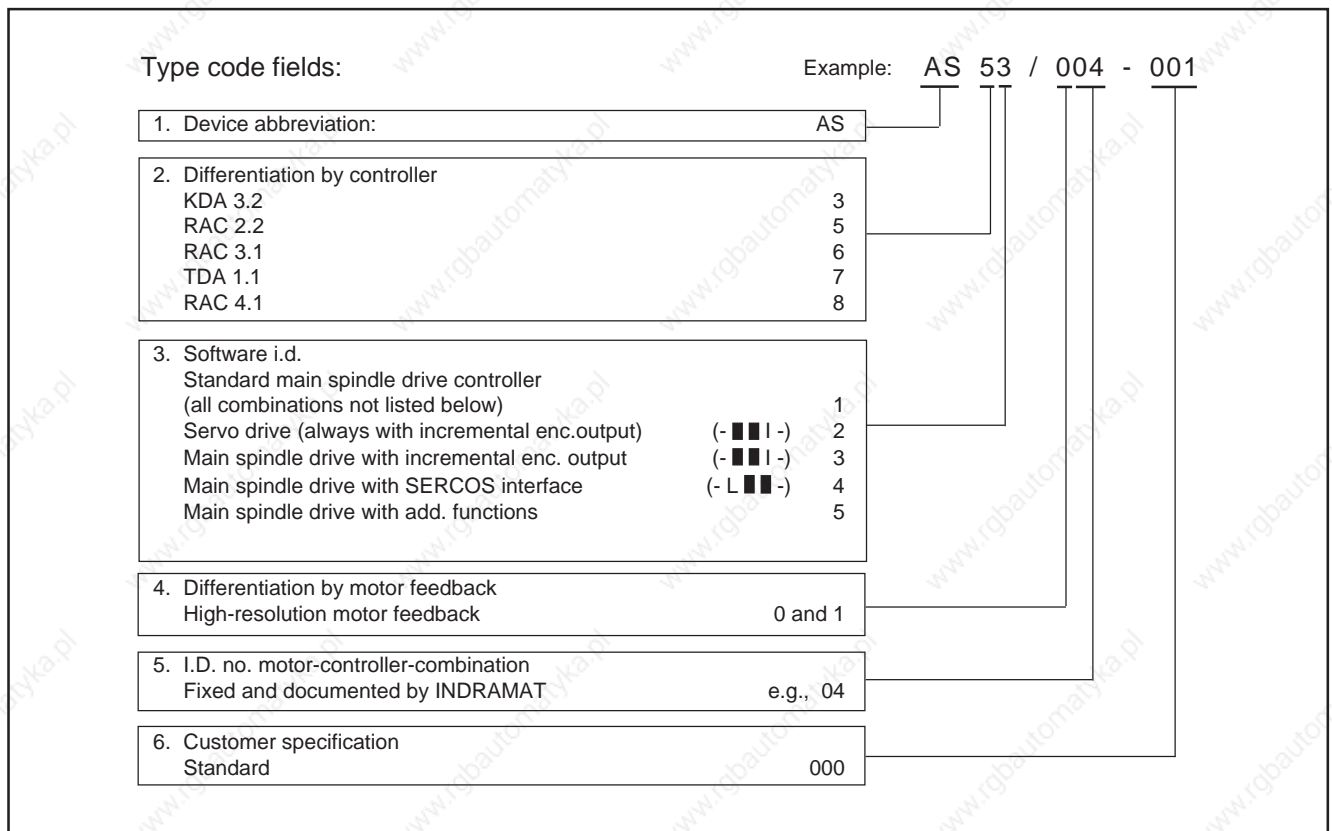 Type code fields: Example: AS 53 / 004 - 001
1. Device abbreviation: AS
2. Differentiation by controller
KDA 3.2 3
RAC 2.2 5
RAC 3.1 6
TDA 1.1 7
RAC 4.1 8
3. Software i.d.
Standard main spindle drive controller
(all combinations not listed below) 1
Servo drive (always with incremental enc.output) (- ■ ■ I -) 2
Main spindle drive with incremental enc. output (- ■ ■ I -) 3
Main spindle drive with SERCOS interface (- L ■ ■ -) 4
Main spindle drive with add. functions 5
4. Differentiation by motor feedback
High-resolution motor feedback 0 and 1
5. I.D. no. motor-controller-combination
Fixed and documented by INDRAMAT e.g., 04
6. Customer specification
Standard 000
www.rgbautomatyka.pl